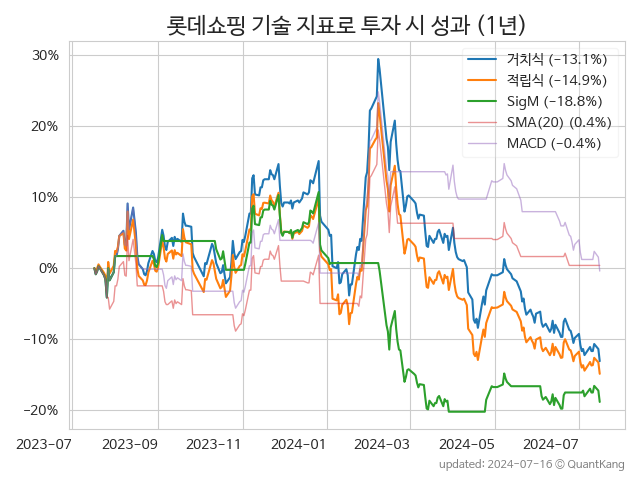 롯데쇼핑 기술 지표로 투자 시 성과 (1년)
30%
20%
10%
0%
−10%
−20%
거치식 (−13.1%)
적립식 (−14.9%)
SigM (−18.8%)
SMA(20) (0.4%)
MACD (−0.4%)
2023-07
2023-09
2023-11
2024-01
2024-03
2024-05
2024-07
updated: 2024-07-16 © QuantKang